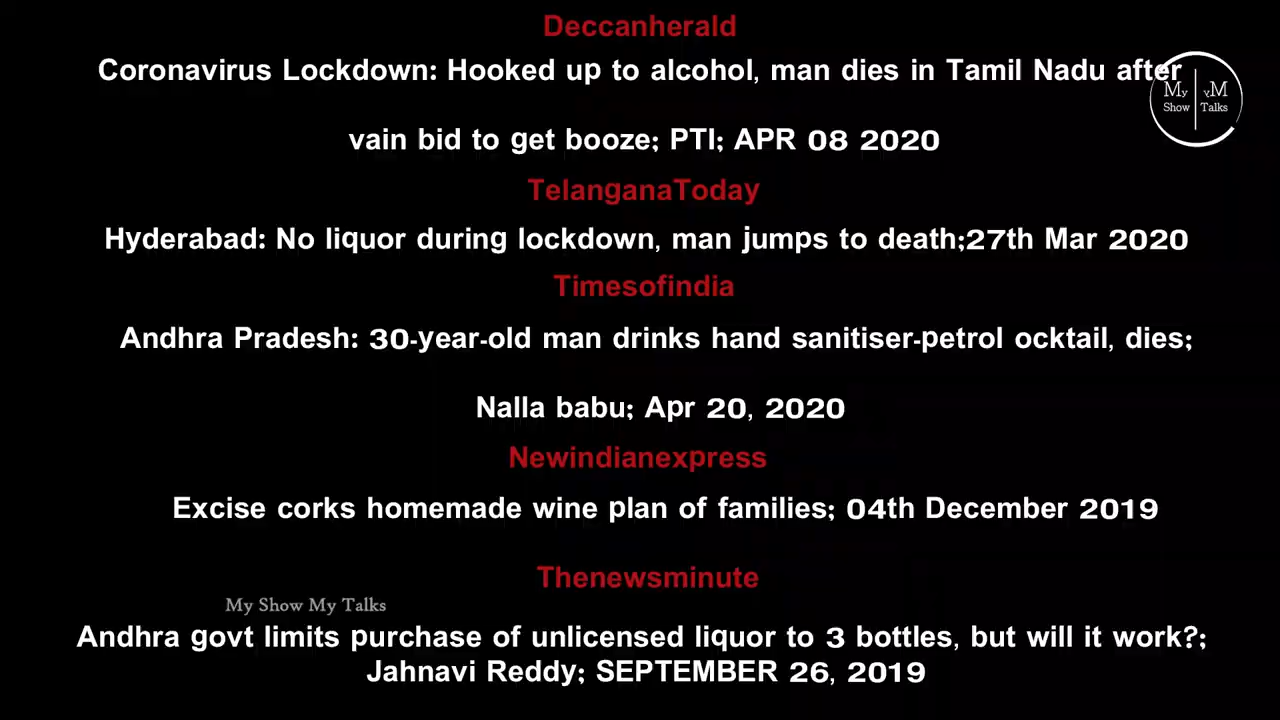 Deccanherald
Coronavirus Lockdown: Hooked up to alcohol, man dies in Tamil Nadu after
My yM
Show Talks
vain bid to get booze; PTI; APR 08 2020
TelanganaToday
Hyderabad: No liquor during lockdown, man jumps to death;27th Mar 2020
Timesofindia
Andhra Pradesh: 30-year-old man drinks hand sanitiser-petrol ocktail, dies;
Nalla babu; Apr 20, 2020
Newindianexpress
Excise corks homemade wine plan of families; 04th December 2019
Thenewsminute
My Show My Talks
Andhra govt limits purchase of unlicensed liquor to 3 bottles, but will it work?;
Jahnavi Reddy; SEPTEMBER 26, 2019